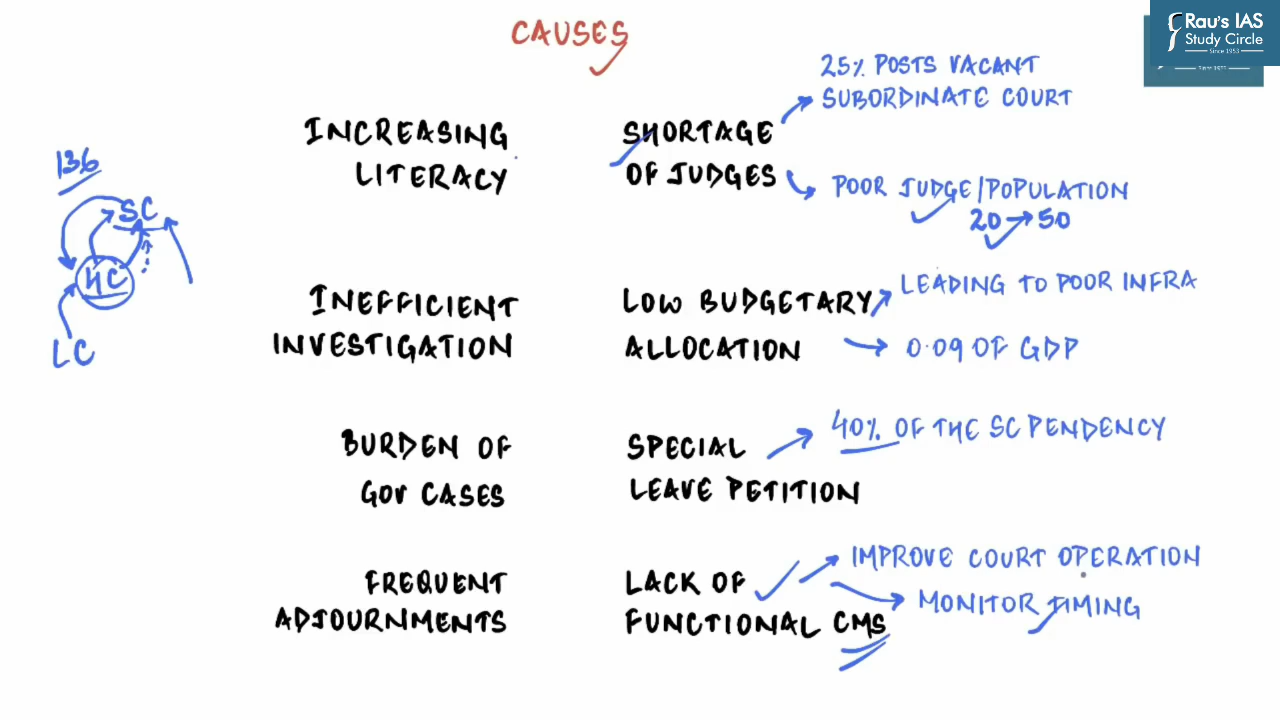 CAUSES
Rau's IAS
Study Circle
Since 1953
25% POSTS VACANT
SUBORDINATE COURT
INCREASING
LITERACY
SHORTAGE
OF JUDGES
POOR JUDGE/POPULATION
20 → 50
136
SC
HC
LC
INEFFICIENT
INVESTIGATION
LOW BUDGETARY
ALLOCATION
LEADING TO POOR INFRA
0.09 OF GDP
BURDEN OF
GOV CASES
SPECIAL
LEAVE PETITION
40% OF THE SC PENDENCY
FREQUENT
ADJOURNMENTS
LACK OF
FUNCTIONAL CMS
IMPROVE COURT OPERATION
MONITOR TIMING